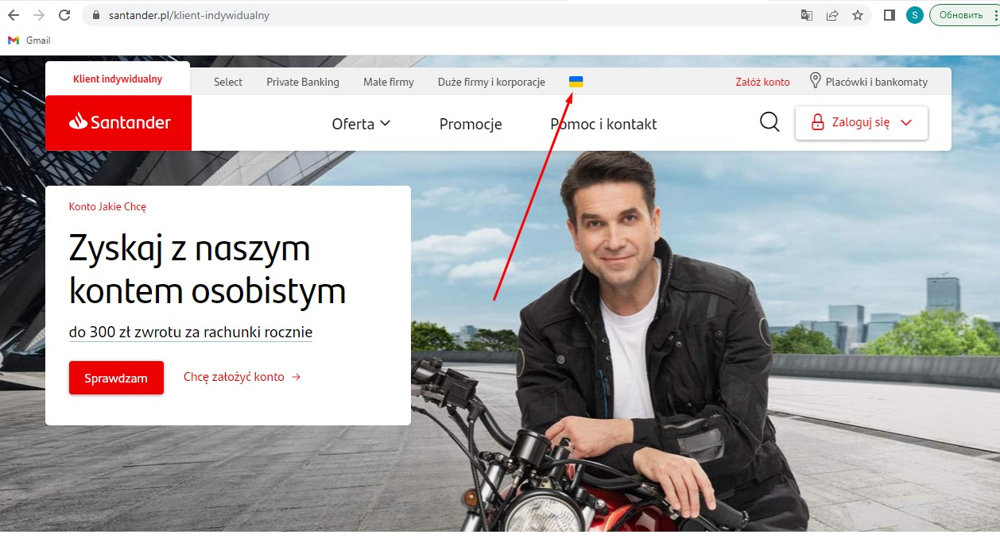 santander.pl/klient-indywidualny
S
Обновить
Gmail
Klient indywidualny
Select
Private Banking
Małe firmy
Duże firmy i korporacje
Załóż konto
Placówki i bankomaty
Santander
Oferta
Promocje
Pomoc i kontakt
Zaloguj się
Konto Jakie Chcę
Zyskaj z naszym
kontem osobistym
do 300 zł zwrotu za rachunki rocznie
Sprawdzam
Chcę założyć konto →